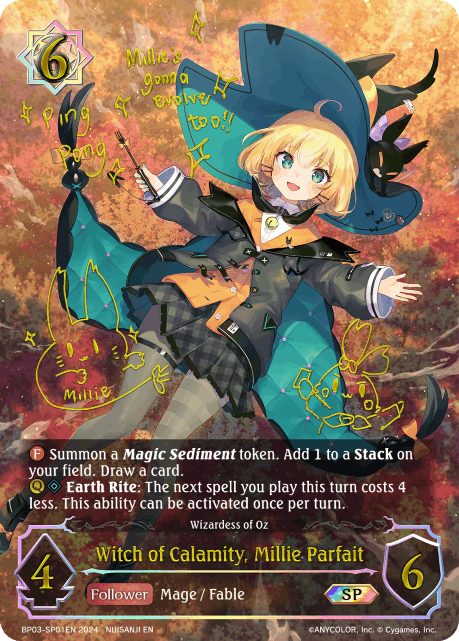 6
Millie's
gonna
evolve
too!!
Ping
Pong
Millie
F Summon a Magic Sediment token. Add 1 to a Stack on
your field. Draw a card.
Q Earth Rite: The next spell you play this turn costs 4
less. This ability can be activated once per turn.
Wizardess of Oz
Witch of Calamity, Millie Parfait
4
Follower Mage / Fable
SP
6
BP03-SP01EN 2024 NIJISANJI EN
©ANYCOLOR, Inc. © Cygames, Inc.